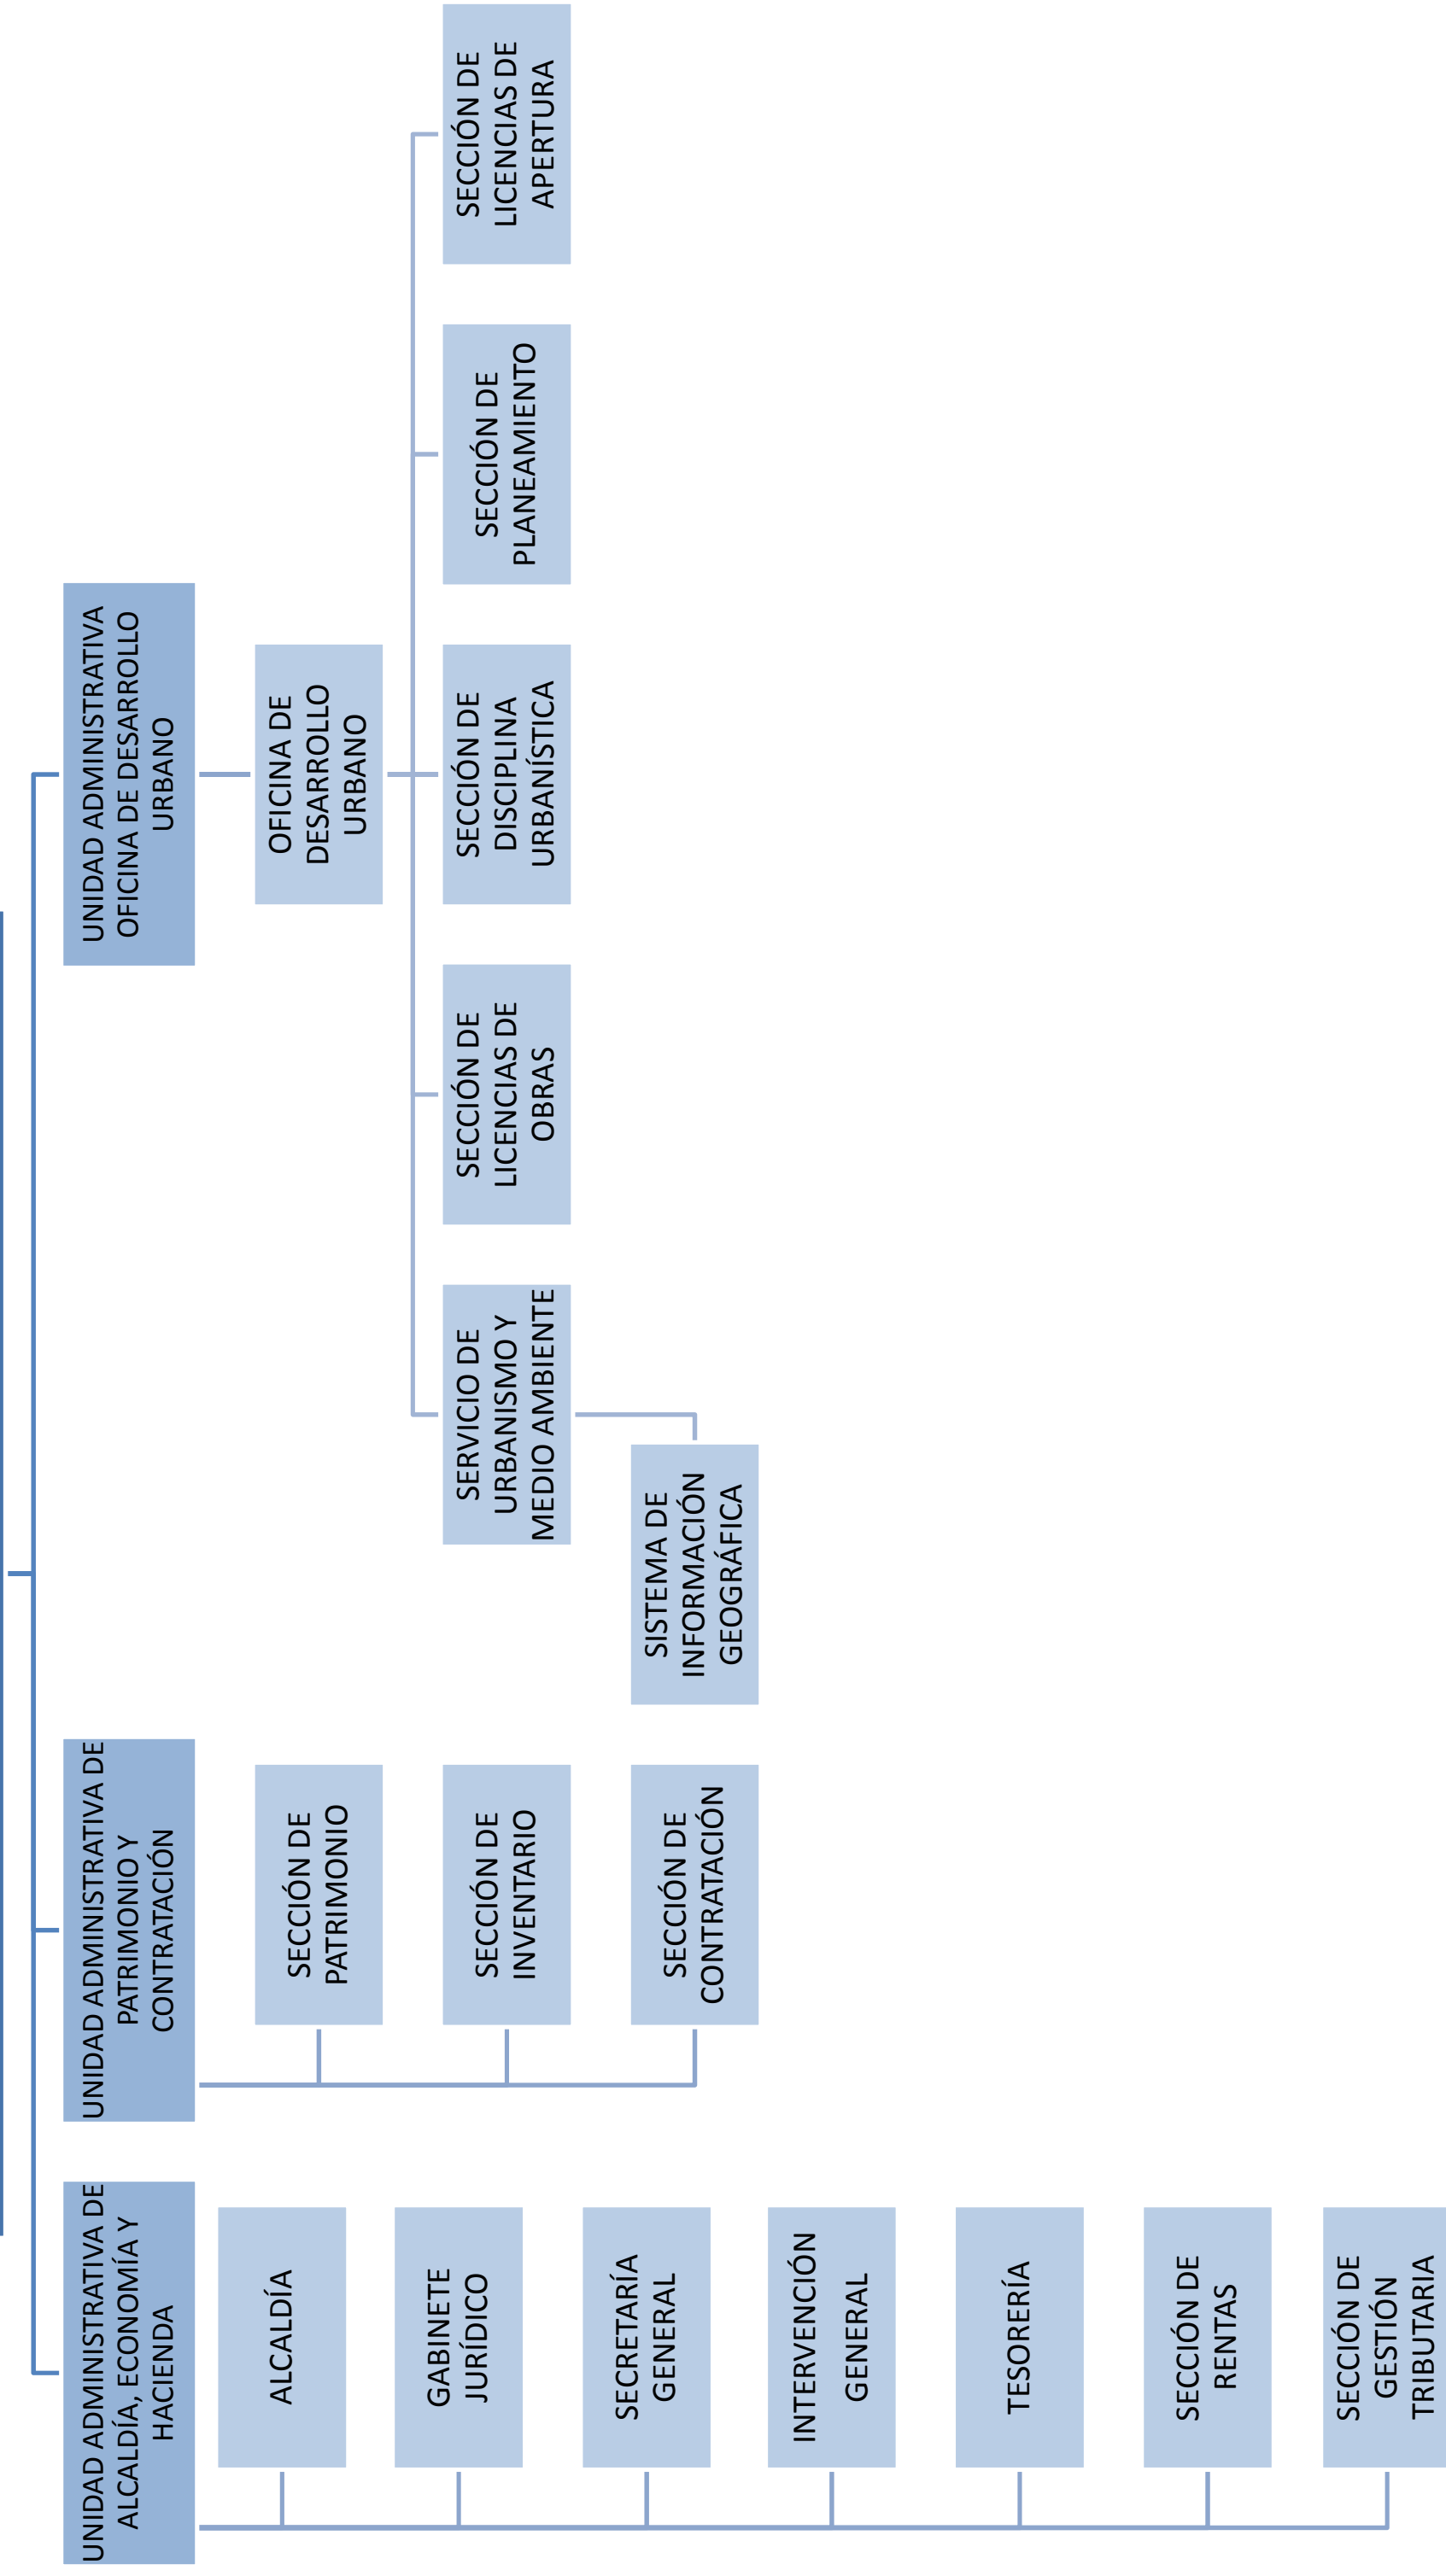 UNIDAD ADMINISTRATIVA DE
ALCALDÍA, ECONOMÍA Y
HACIENDA
ALCALDÍA
GABINETE
JURÍDICO
SECRETARÍA
GENERAL
INTERVENCIÓN
GENERAL
TESORERÍA
SECCIÓN DE
RENTAS
SECCIÓN DE
GESTIÓN
TRIBUTARIA
UNIDAD ADMINISTRATIVA DE
PATRIMONIO Y
CONTRATACIÓN
SECCIÓN DE
PATRIMONIO
SECCIÓN DE
INVENTARIO
SECCIÓN DE
CONTRATACIÓN
UNIDAD ADMINISTRATIVA
OFICINA DE DESARROLLO
URBANO
OFICINA DE
DESARROLLO
URBANO
SERVICIO DE
URBANISMO Y
MEDIO AMBIENTE
SISTEMA DE
INFORMACIÓN
GEOGRÁFICA
SECCIÓN DE
LICENCIAS DE
OBRAS
SECCIÓN DE
DISCIPLINA
URBANÍSTICA
SECCIÓN DE
PLANEAMIENTO
SECCIÓN DE
LICENCIAS DE
APERTURA